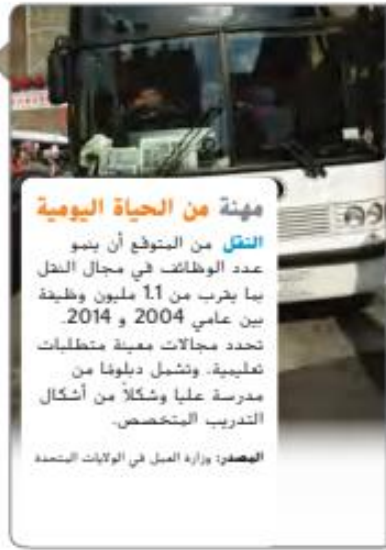 مهنة من الحياة اليومية
النقل من المتوقع أن ينمو
عدد الوظائف في مجال النقل
بما يقرب من 1.1 مليون وظيفة
بين عامي 2004 و 2014.
تحدد مجالات معينة متطلبات
تعليمية، وتشمل دبلومًا من
مدرسة عليا وشكلاً من أشكال
التدريب المتخصص.
المصدر: وزارة العمل في الولايات المتحدة